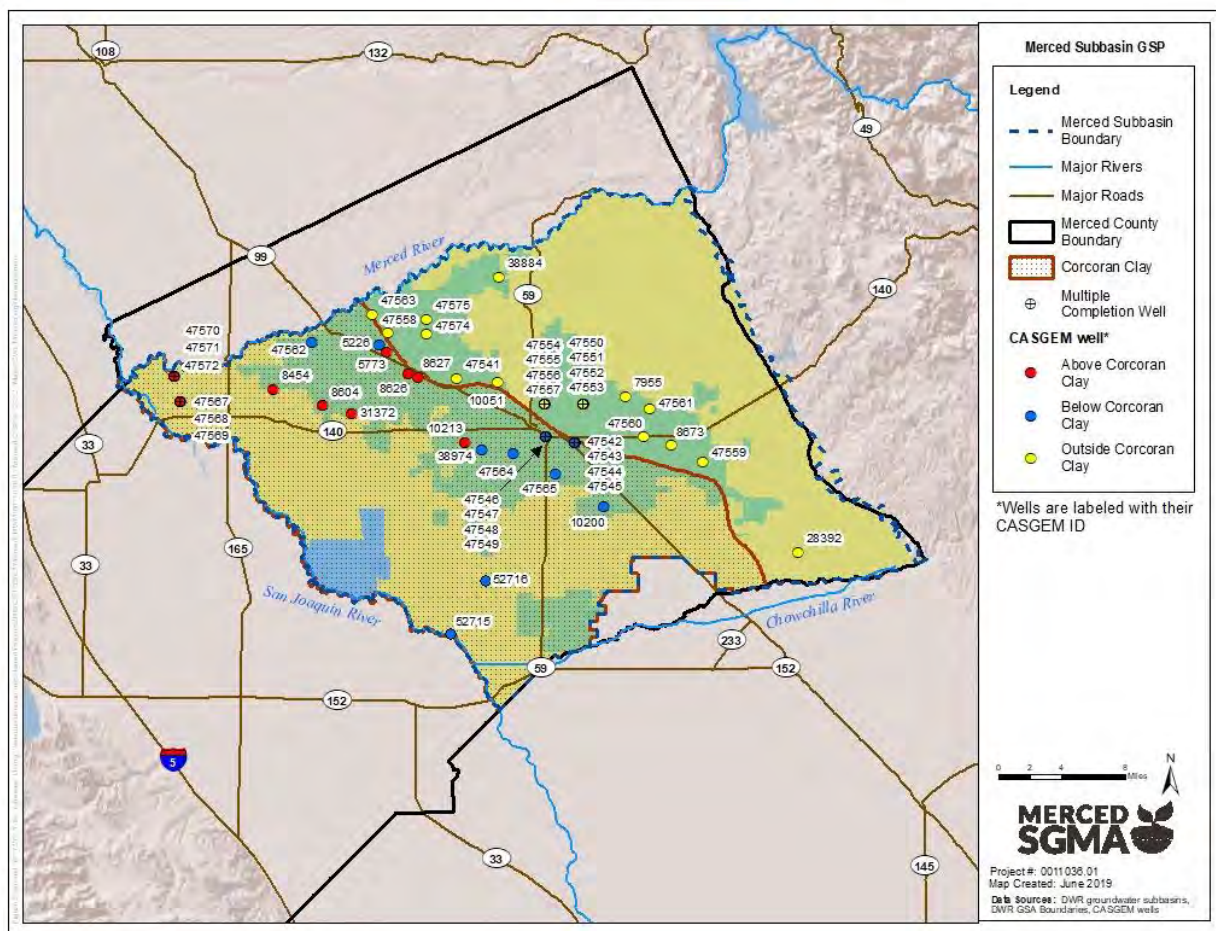 108
132
49
99
Merced River
59
140
38884
47563
47575
47558
47574
47570
47571
47572
47562
5226
5773
8627
47541
8626
10051
47554
47555
47556
47557
47550
47551
47552
47553
7955
47561
8454
8604
31372
47567
47568
47569
33
140
10213
38974
47564
47565
47560
8673
47559
47542
47543
47544
47545
47546
47547
47548
47549
10200
28392
165
33
52716
52715
San Joaquin River
Chowchilla River
233
59
152
152
5
33
145
Merced Subbasin GSP
Legend
Merced Subbasin
Boundary
Major Rivers
Major Roads
Merced County
Boundary
Corcoran Clay
Multiple
Completion Well
CASGEM well*
Above Corcoran
Clay
Below Corcoran
Clay
Outside Corcoran
Clay
*Wells are labeled with their
CASGEM ID
N
0 2 4 8
Miles
MERCED
SGMA
Project #: 0011036.01
Map Created: June 2019
Data Sources: DWR groundwater subbasins,
DWR GSA Boundaries, CASGEM wells